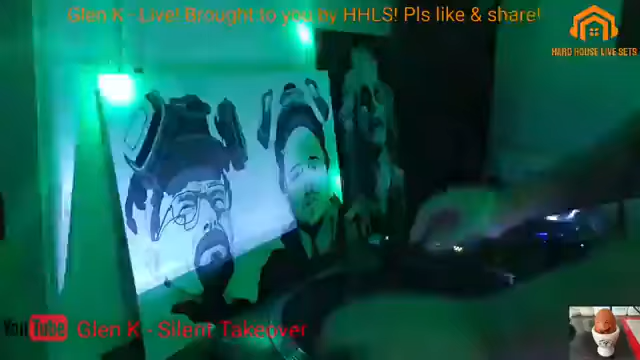 Glen K - Live! Brought to you by HHLS! Pls like & share!
HARD HOUSE LIVE SETS
YouTube Glen K - Silent Takeover